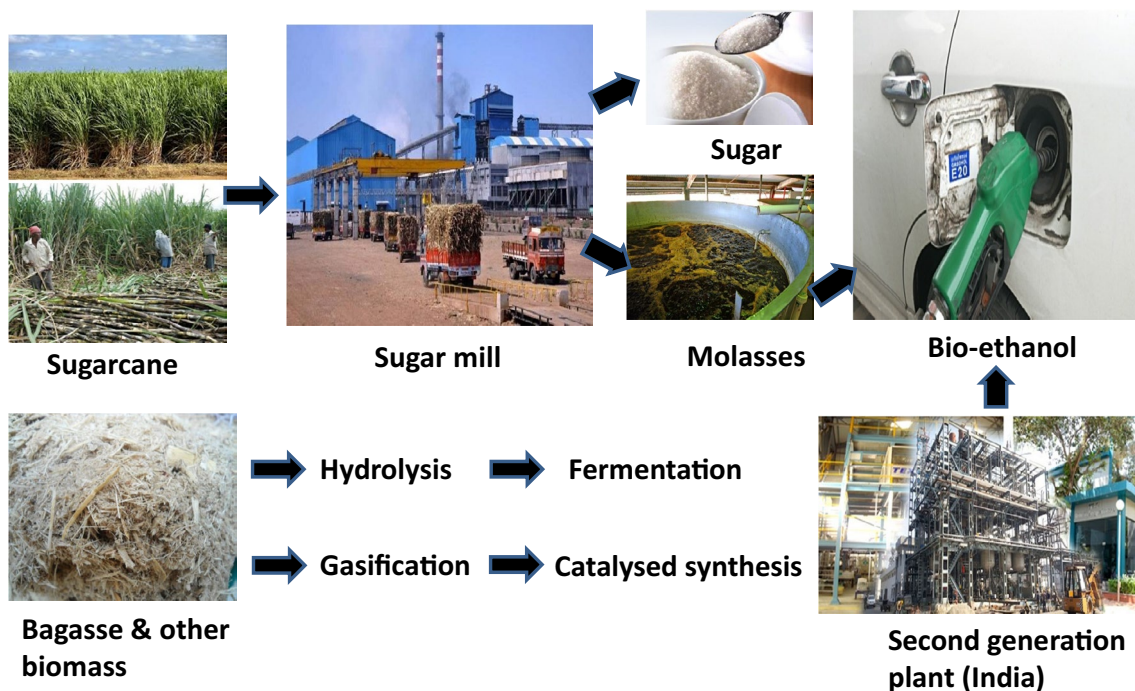 Sugar
Sugarcane
Sugar mill
Molasses
Bio-ethanol
E20
Hydrolysis
Fermentation
Gasification
Catalysed synthesis
Bagasse & other
biomass
Second generation
plant (India)